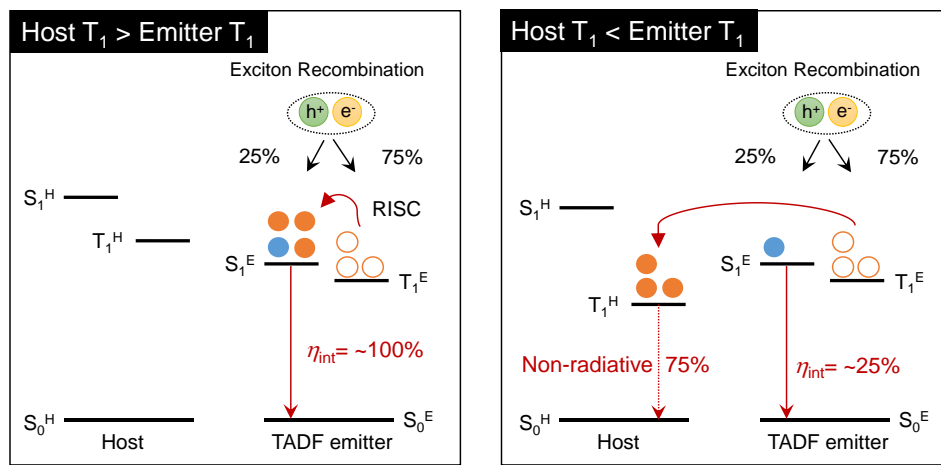 Host T₁ > Emitter T₁
Exciton Recombination
h⁺ e⁻
25% 75%
S₁ᴴ
RISC
T₁ᴴ
S₁ᴱ
T₁ᴱ
ηint= ~100%
S₀ᴴ
S₀ᴱ
Host
TADF emitter
Host T₁ < Emitter T₁
Exciton Recombination
h⁺ e⁻
25% 75%
S₁ᴴ
S₁ᴱ
T₁ᴱ
T₁ᴴ
Non-radiative 75%
ηint= ~25%
S₀ᴴ
S₀ᴱ
Host
TADF emitter